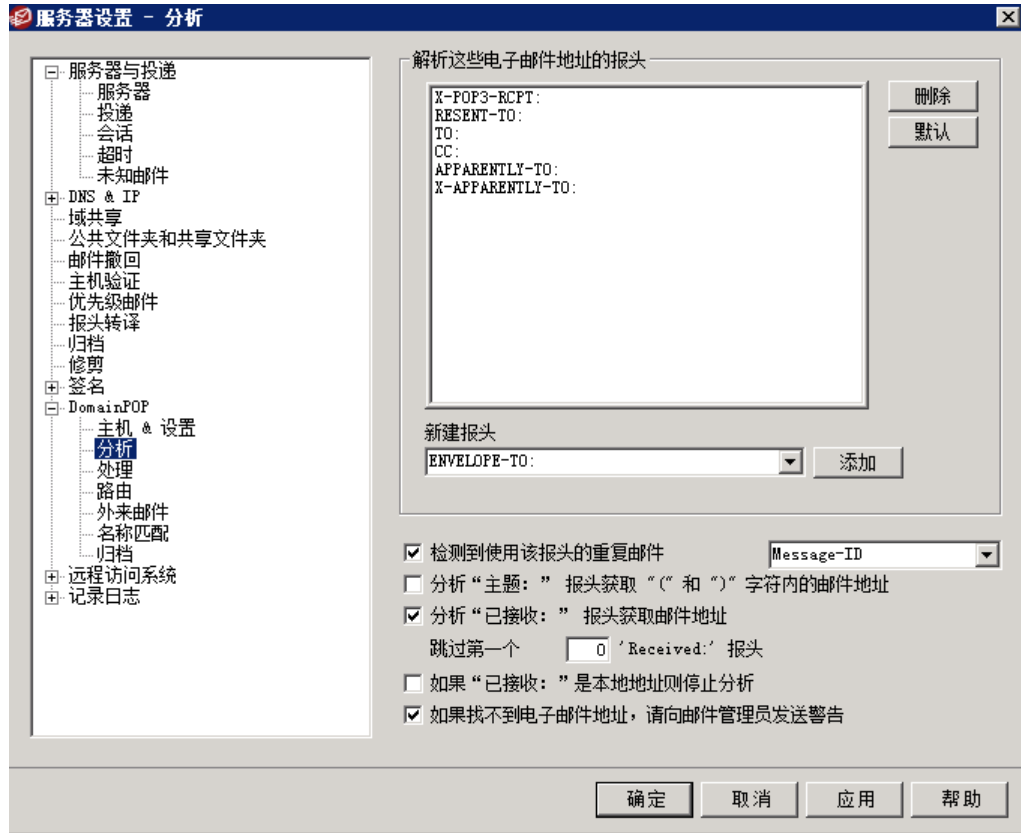 服务器设置 - 分析
服务器与投递
服务器
投递
会话
超时
未知邮件
DNS & IP
域共享
公共文件夹和共享文件夹
邮件撤回
主机验证
优先级邮件
报头转译
归档
修剪
签名
DomainPOP
主机 & 设置
分析
处理
路由
外来邮件
名称匹配
归档
远程访问系统
记录日志
解析这些电子邮件地址的报头
X-POP3-RCPT:
RESENT-TO:
TO:
CC:
APPARENTLY-TO:
X-APPARENTLY-TO:
删除
默认
新建报头
ENVELOPE-TO:
添加
检测到使用该报头的重复邮件 Message-ID
分析“主题：” 报头获取 “(” 和 “)” 字符内的邮件地址
分析“已接收：” 报头获取邮件地址
跳过第一个 0 'Received:' 报头
如果“已接收：”是本地地址则停止分析
如果找不到电子邮件地址，请向邮件管理员发送警告
确定 取消 应用 帮助